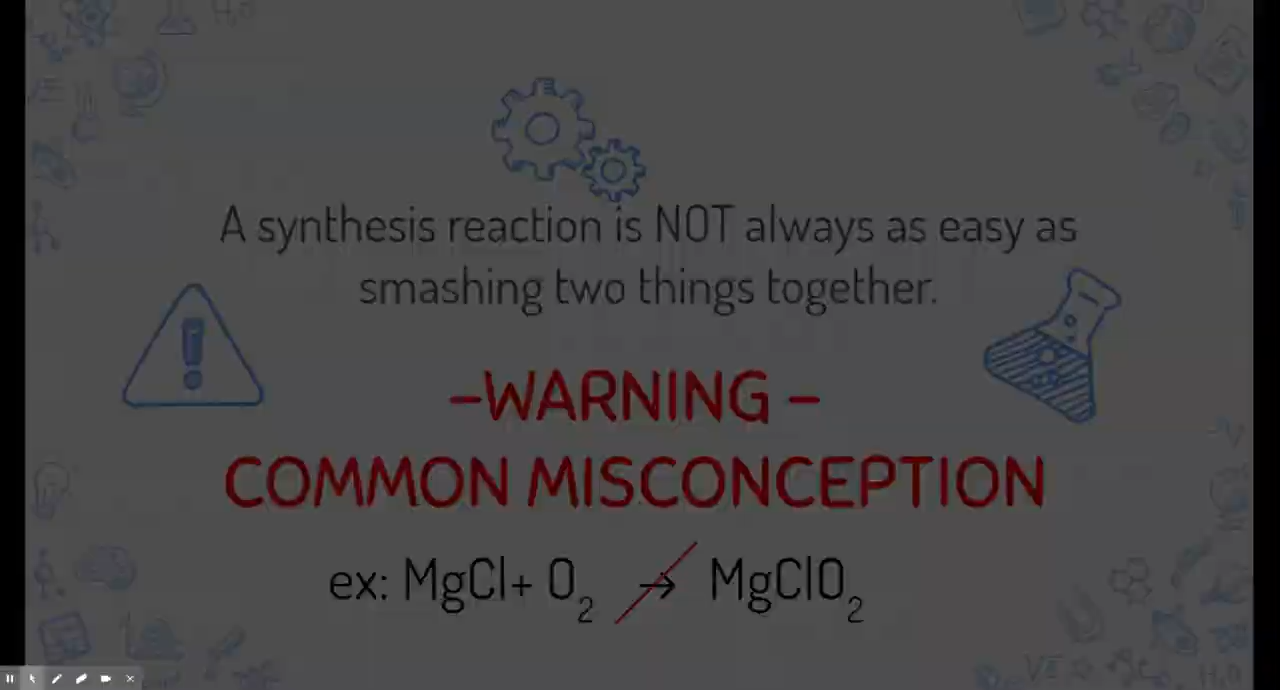 A synthesis reaction is NOT always as easy as
smashing two things together.
–WARNING –
COMMON MISCONCEPTION
ex: MgCl+ O₂ → MgClO₂
H₂O